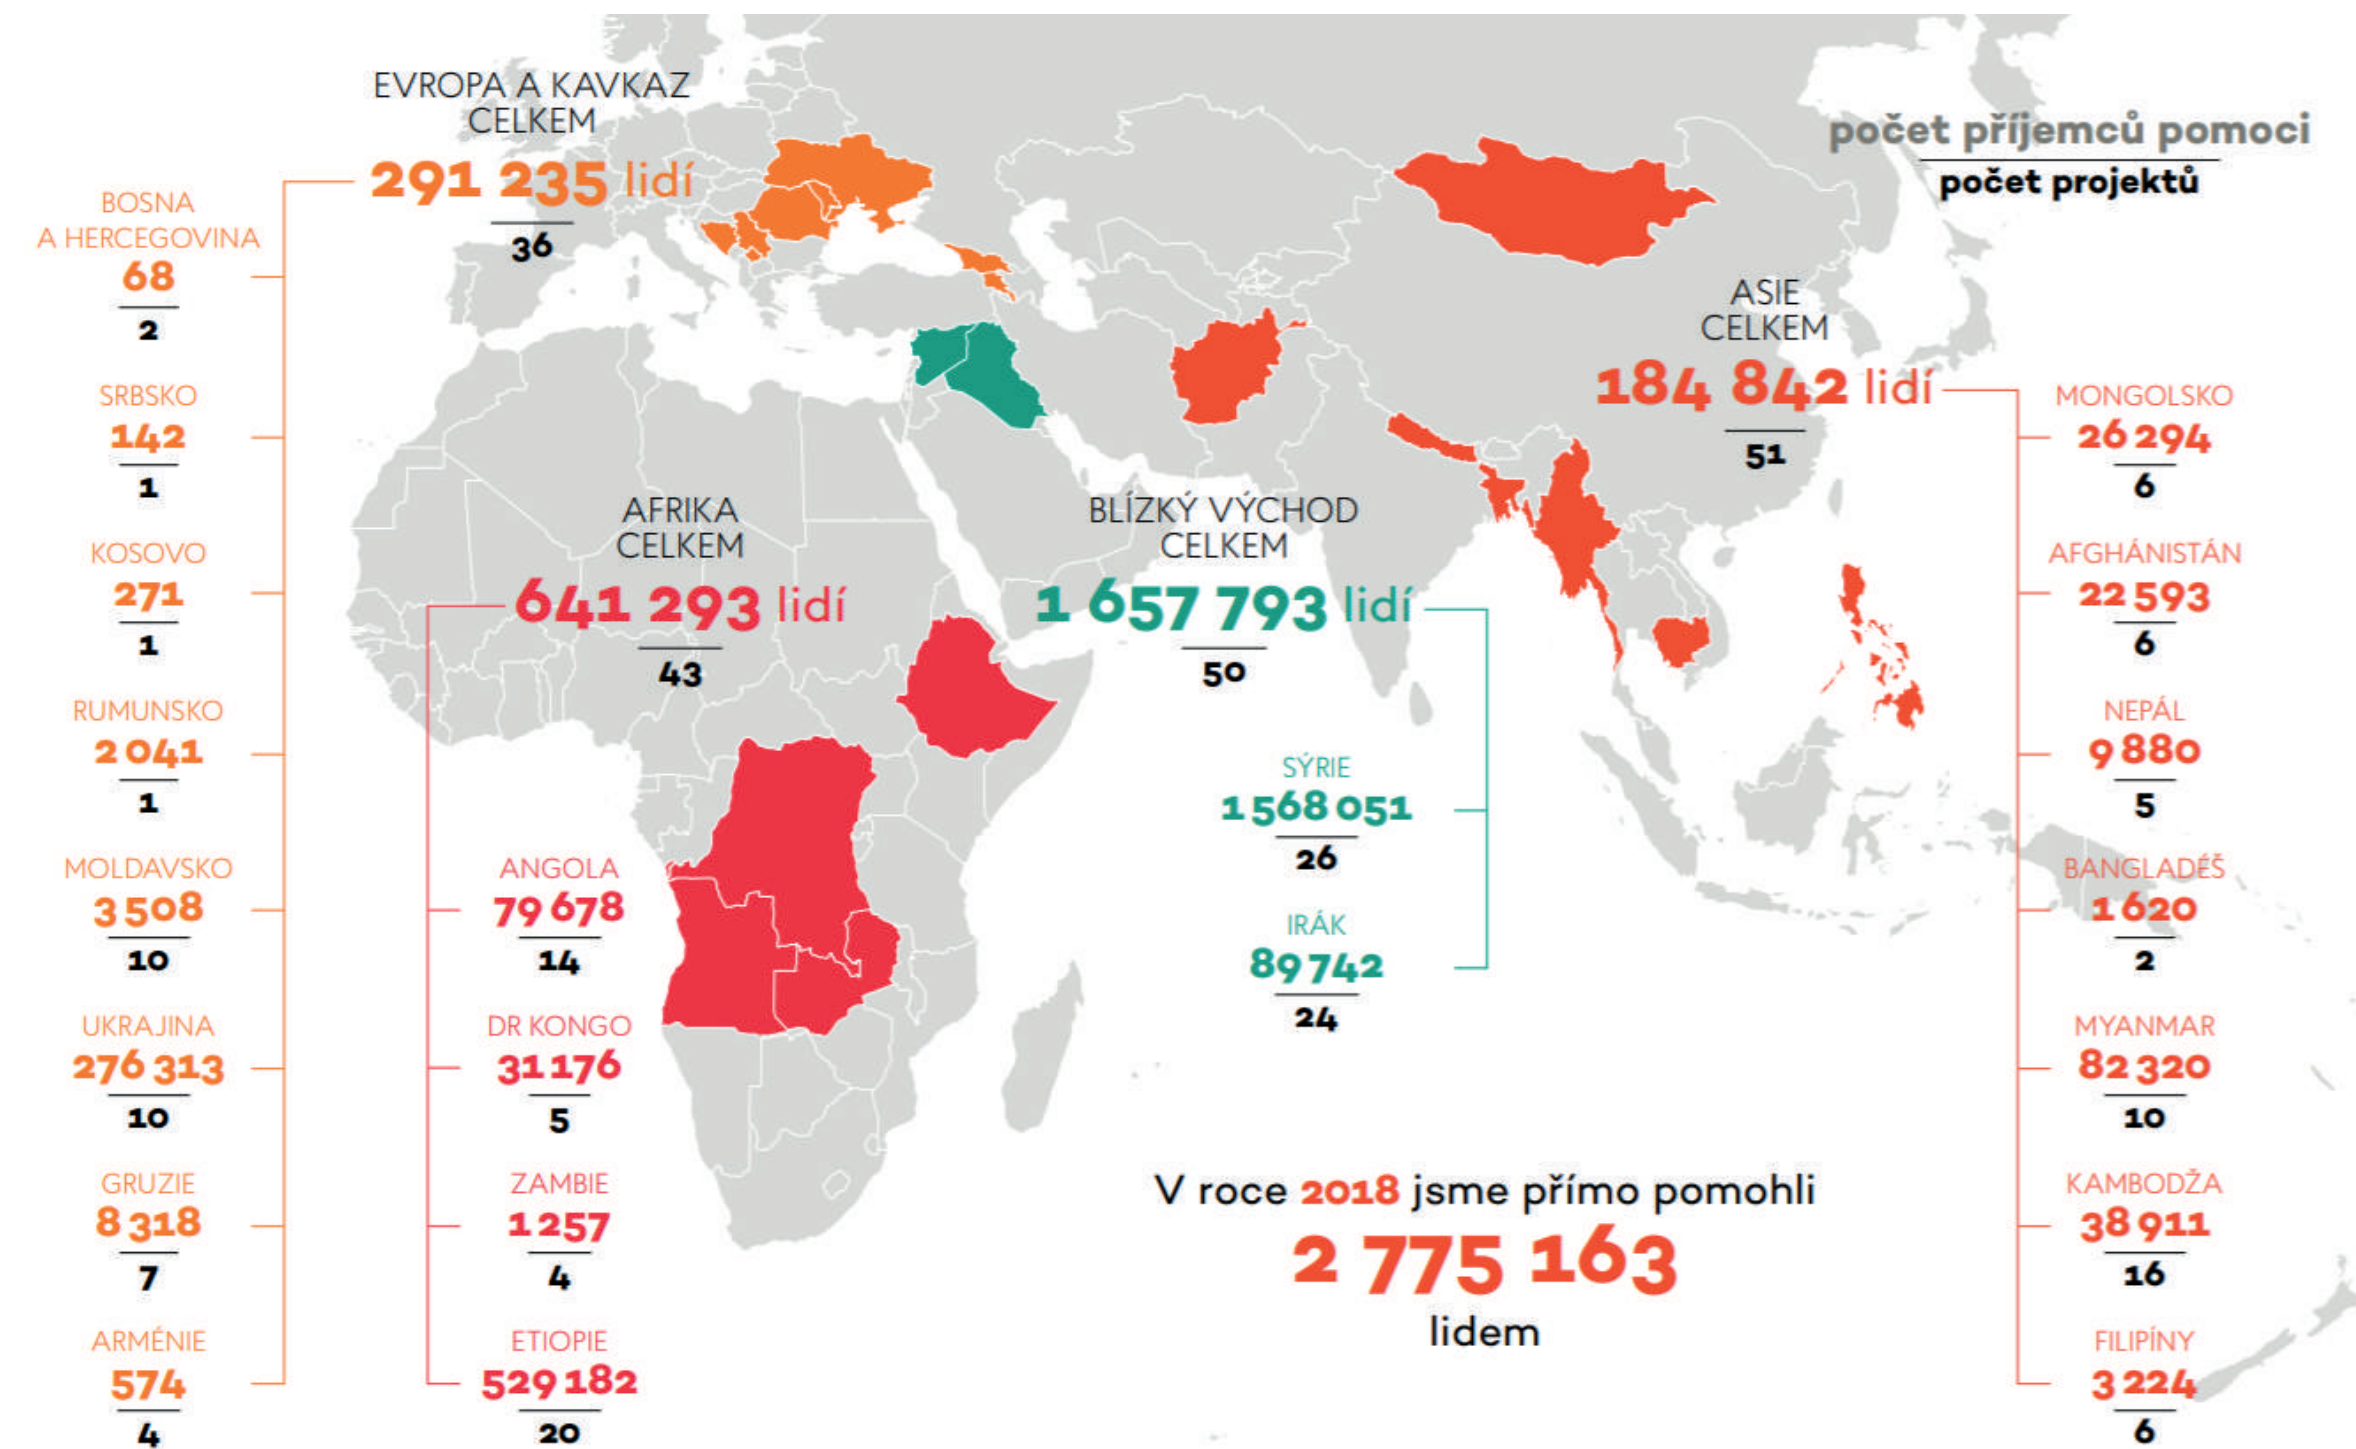 EVROPA A KAVKAZ
CELKEM
291 235 lidí
36
BOSNA
A HERCEGOVINA
68
2
SRBSKO
142
1
KOSOVO
271
1
RUMUNSKO
2 041
1
MOLDAVSKO
3 508
10
UKRAJINA
276 313
10
GRUZIE
8 318
7
ARMÉNIE
574
4
AFRIKA
CELKEM
641 293 lidí
43
ANGOLA
79 678
14
DR KONGO
31 176
5
ZAMBIE
1 257
4
ETIOPIE
529 182
20
BLÍZKÝ VÝCHOD
CELKEM
1 657 793 lidí
50
SÝRIE
1 568 051
26
IRÁK
89 742
24
počet příjemců pomoci
počet projektů
ASIE
CELKEM
184 842 lidí
51
MONGOLSKO
26 294
6
AFGHÁNISTÁN
22 593
6
NEPÁL
9 880
5
BANGLADÉŠ
1 620
2
MYANMAR
82 320
10
KAMBODŽA
38 911
16
FILIPÍNY
3 224
6
V roce 2018 jsme přímo pomohli
2 775 163
lidem